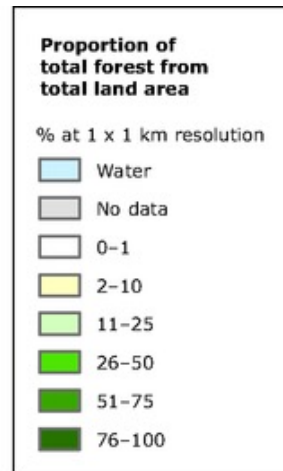 Proportion of
total forest from
total land area
% at 1 x 1 km resolution
Water
No data
0–1
2–10
11–25
26–50
51–75
76–100